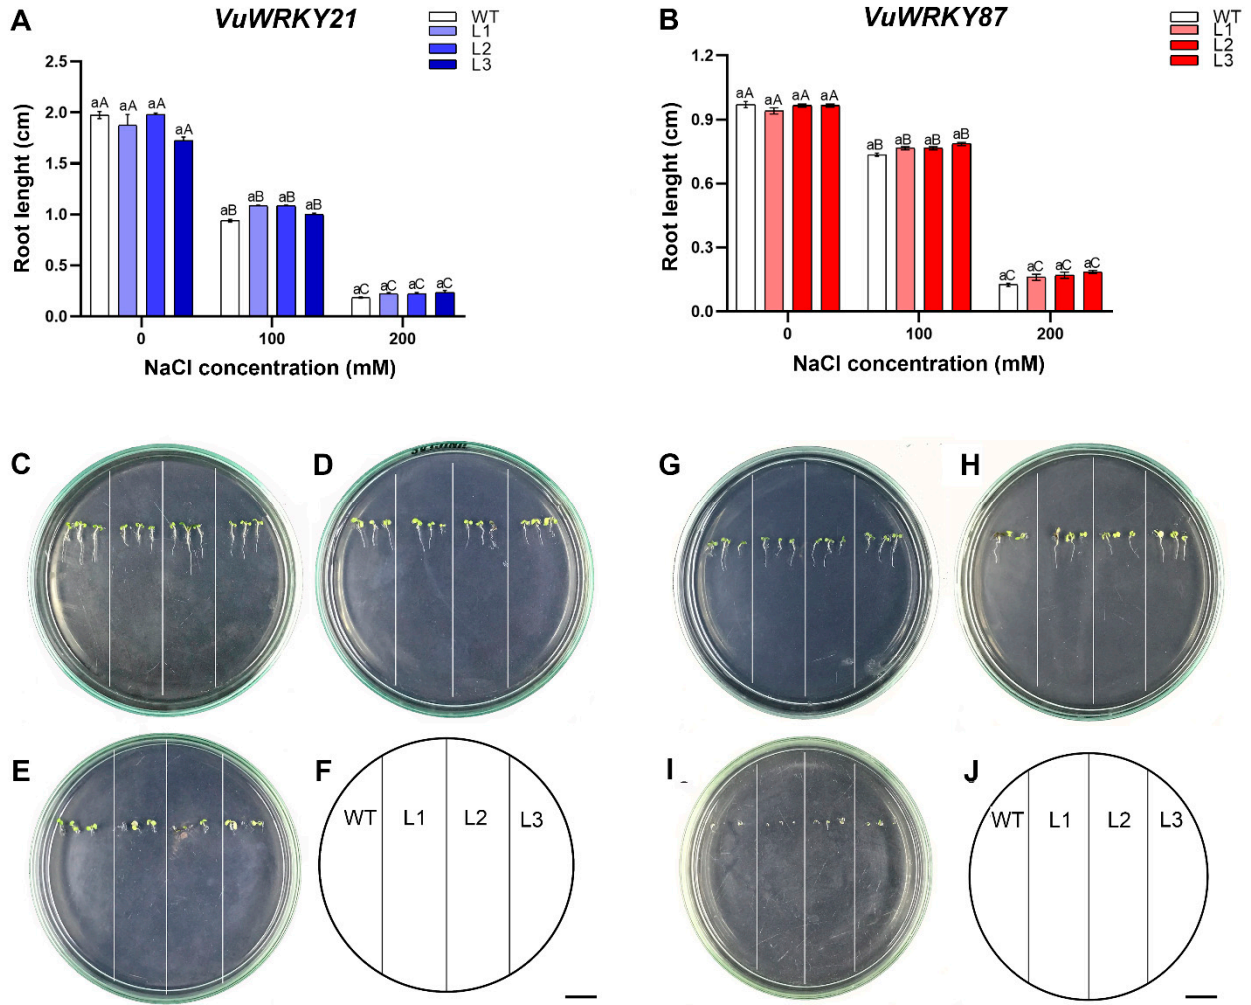 A
VuWRKY21
WT
L1
L2
L3
2.5
2.0
1.5
1.0
0.5
0.0
Root lenght (cm)
aA aA aA aA
aB aB aB aB
aC aC aC aC
0 100 200
NaCl concentration (mM)
B
VuWRKY87
WT
L1
L2
L3
1.2
0.9
0.6
0.3
0.0
Root lenght (cm)
aA aA aA aA
aB aB aB aB
aC aC aC aC
0 100 200
NaCl concentration (mM)
C
D
G
H
E
F
WT L1 L2 L3
I
J
WT L1 L2 L3